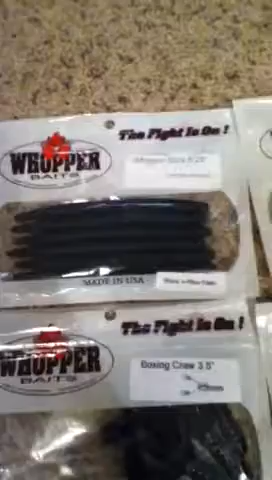 The Fight Is On!
WHOPPER
BAITS
MADE IN USA
The Fight Is On!
WHOPPER
BAITS
Boxing Craw 3.5"